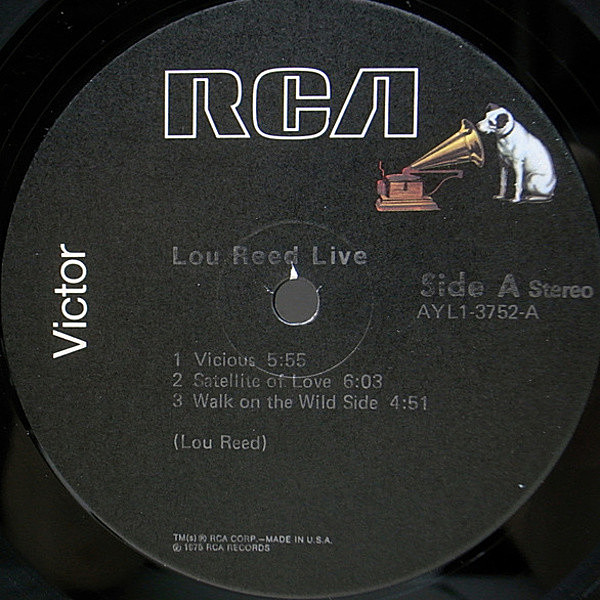 RCA
Victor
Lou Reed Live
Side A Stereo
AYL1-3752-A
1 Vicious 5:55
2 Satellite of Love 6:03
3 Walk on the Wild Side 4:51
(Lou Reed)
TM(s) ® RCA CORP.—MADE IN U.S.A.
℗ 1975 RCA RECORDS